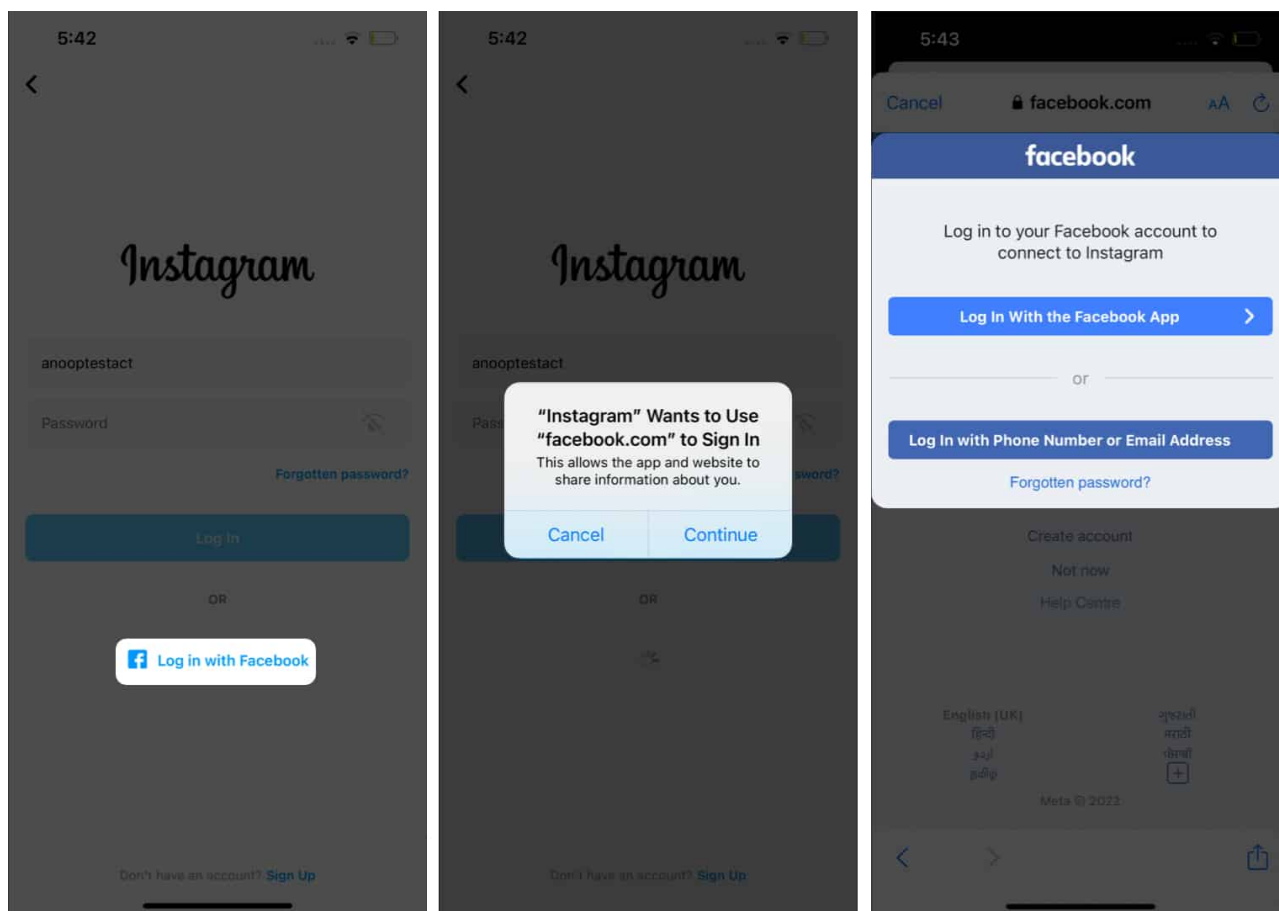 5:42
Instagram
anooptestact
Password
Forgotten password?
Log In
OR
Log in with Facebook
Don't have an account? Sign Up
5:42
Instagram
anooptestact
Pass
sword?
"Instagram" Wants to Use
"facebook.com" to Sign In
This allows the app and website to
share information about you.
Cancel Continue
OR
Don't have an account? Sign Up
5:43
Cancel facebook.com AA
facebook
Log in to your Facebook account to
connect to Instagram
Log In With the Facebook App
or
Log In with Phone Number or Email Address
Forgotten password?
Create account
Not now
Help Centre
English (UK) ગુજરાતી
हिन्दी मराठी
اردو ਪੰਜਾਬੀ
தமிழ்
Meta © 2022